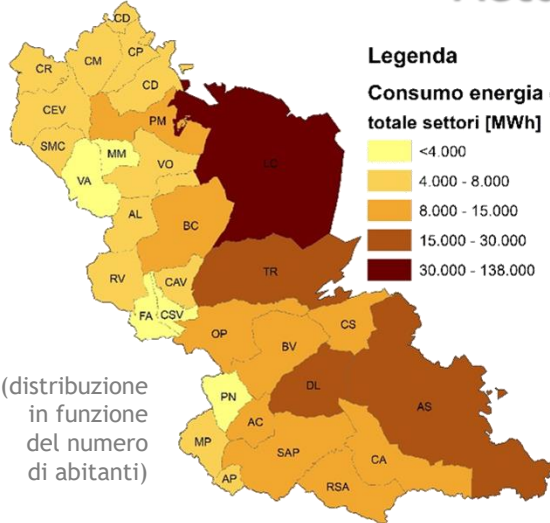 Legenda
Consumo energia
totale settori [MWh]
<4.000
4.000 - 8.000
8.000 - 15.000
15.000 - 30.000
30.000 - 138.000
CD
CP
CM
CR
CD
CEV
PM
SMC
MM
VO
VA
AL
BC
TR
RV
CAV
FA
CSV
OP
CS
BV
DL
AS
PN
AC
MP
SAP
CA
AP
RSA
(distribuzione
in funzione
del numero
di abitanti)